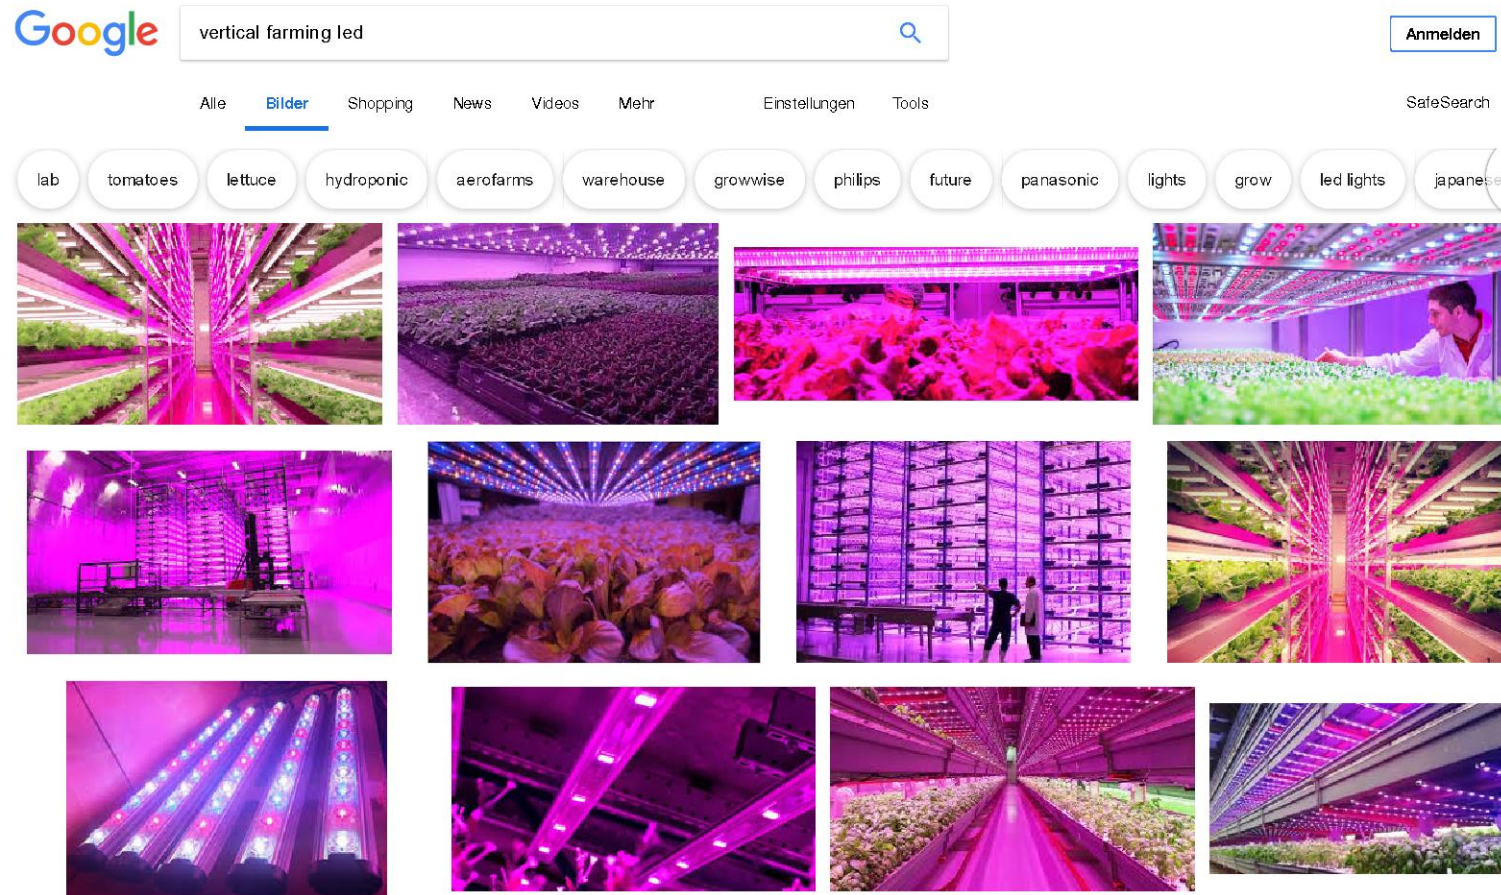 Google vertical farming led Anmelden
Alle Bilder Shopping News Videos Mehr Einstellungen Tools SafeSearch
lab tomatoes lettuce hydroponic aerofarms warehouse growwise philips future panasonic lights grow led lights japanese